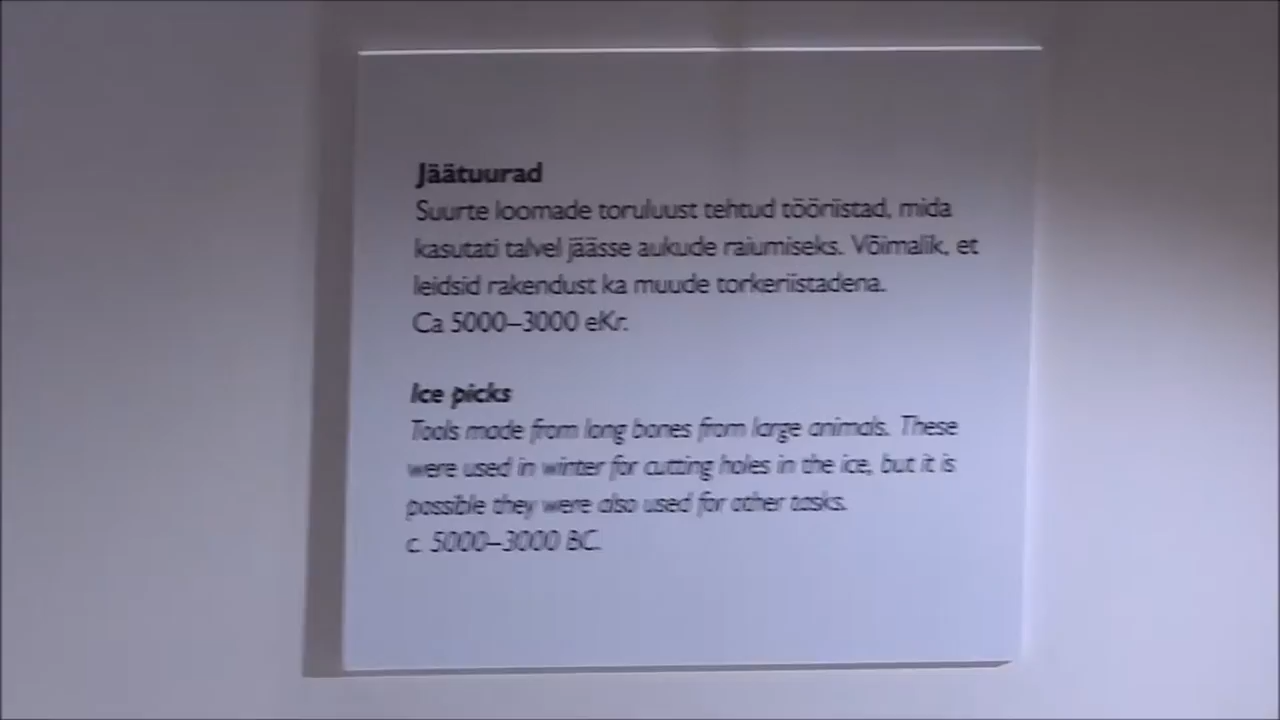 Jäätuurad
Suurte loomade toruluust tehtud tööriistad, mida
kasutati talvel jäässe aukude raiumiseks. Võimalik, et
leidsid rakendust ka muude torkeriistadena.
Ca 5000–3000 eKr.
Ice picks
Tools made from long bones from large animals. These
were used in winter for cutting holes in the ice, but it is
possible they were also used for other tasks.
c. 5000–3000 BC.